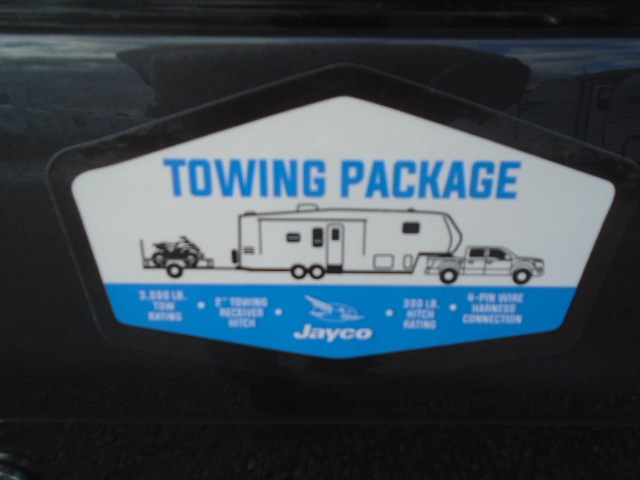 TOWING PACKAGE
3,000 LB.
TOW
RATING
•
2" TOWING
RECEIVER
HITCH
•
Jayco
•
300 LB.
HITCH
RATING
•
4-PIN WIRE
HARNESS
CONNECTION